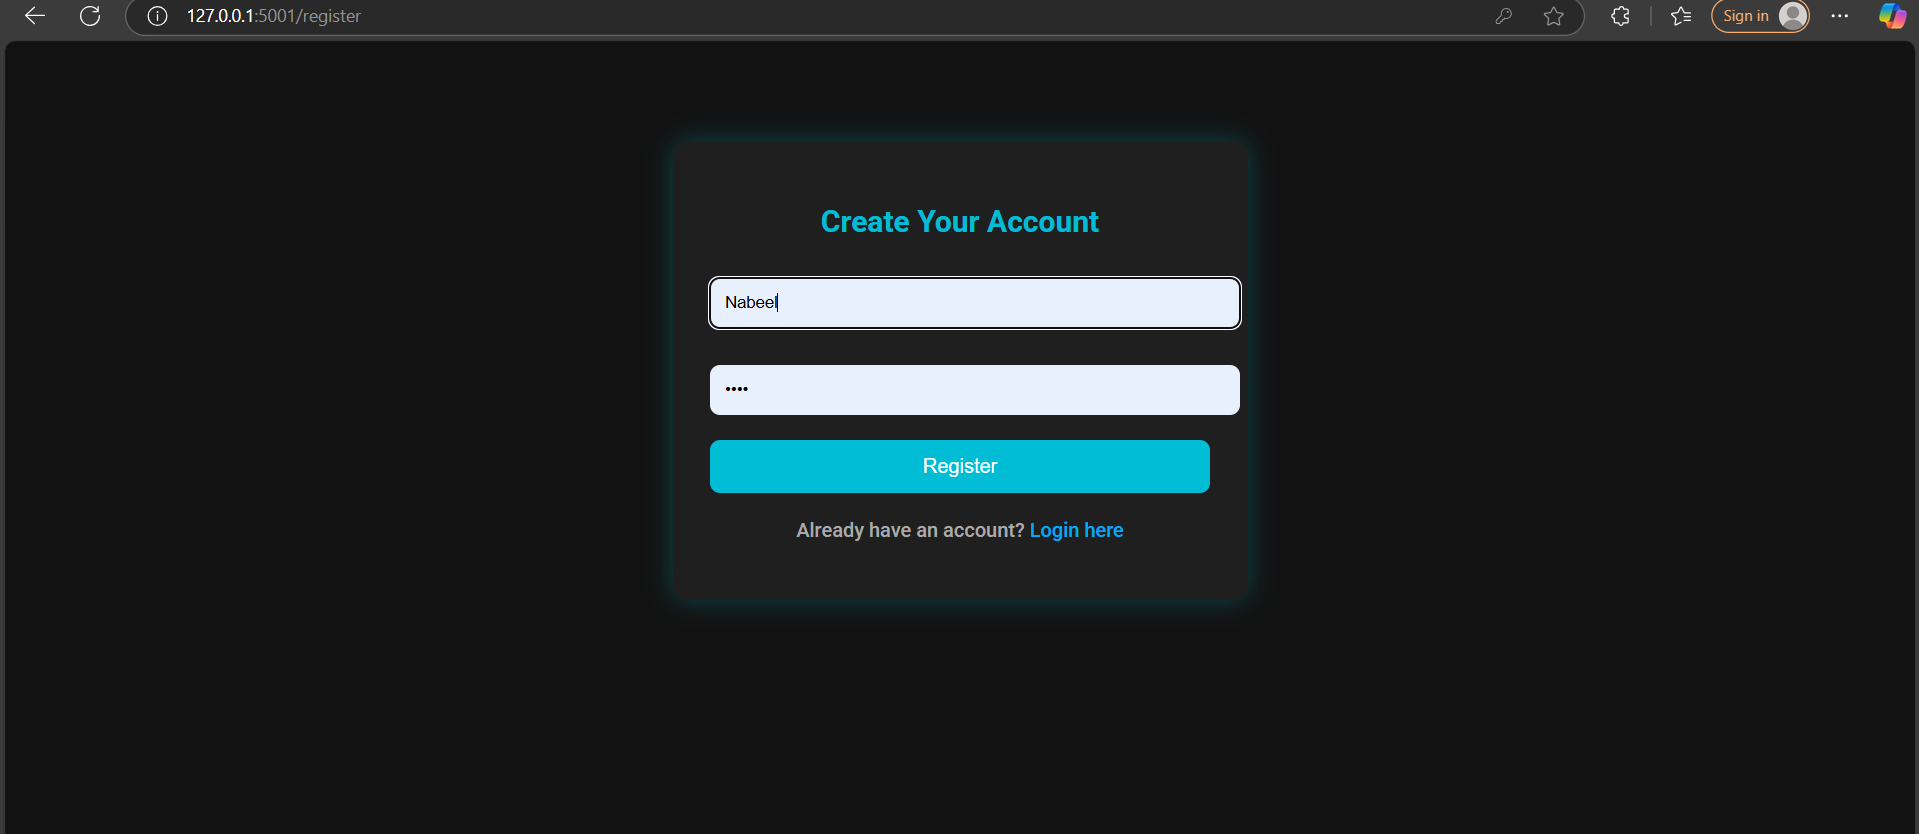 127.0.0.1:5001/register
Sign in
Create Your Account
Nabeel
••••
Register
Already have an account? Login here